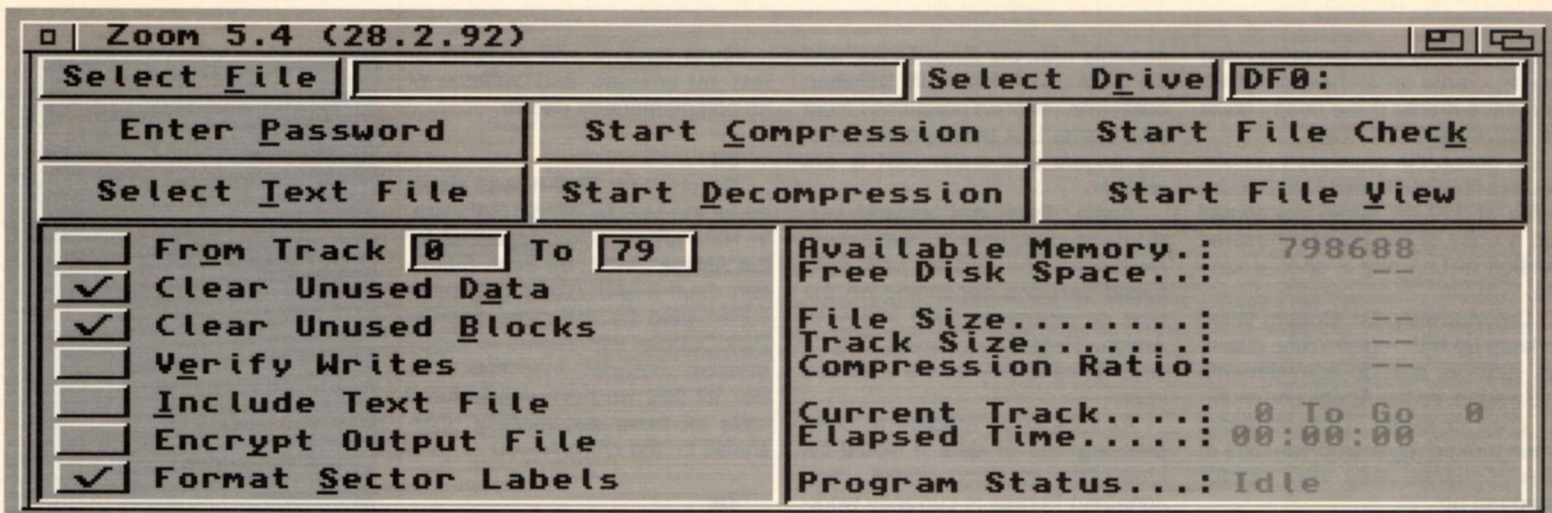 Zoom 5.4 (28.2.92)
Select File Select Drive DF0:
Enter Password Start Compression Start File Check
Select Text File Start Decompression Start File View
From Track 0 To 79
Clear Unused Data
Clear Unused Blocks
Verify Writes
Include Text File
Encrypt Output File
Format Sector Labels
Available Memory.: 798688
Free Disk Space..: --
File Size........: --
Track Size.......: --
Compression Ratio: --
Current Track....: 0 To Go 0
Elapsed Time.....: 00:00:00
Program Status...: Idle